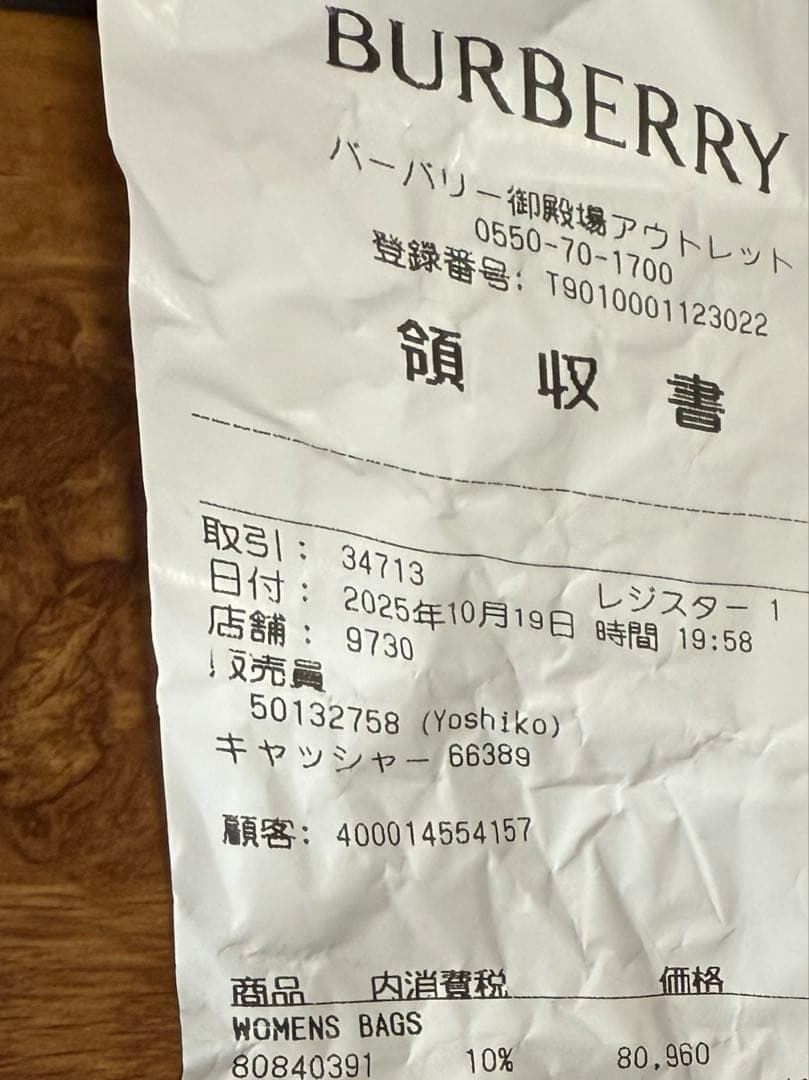 BURBERRY
バーバリー御殿場アウトレット
0550-70-1700
登録番号: T9010001123022
領 収 書
取引: 34713 レジスター 1
日付: 2025年10月19日 時間 19:58
店舗: 9730
販売員
50132758 (Yoshiko)
キャッシャー 66389
顧客: 400014554157
商品 内消費税 価格
WOMENS BAGS
80840391 10% 80,960